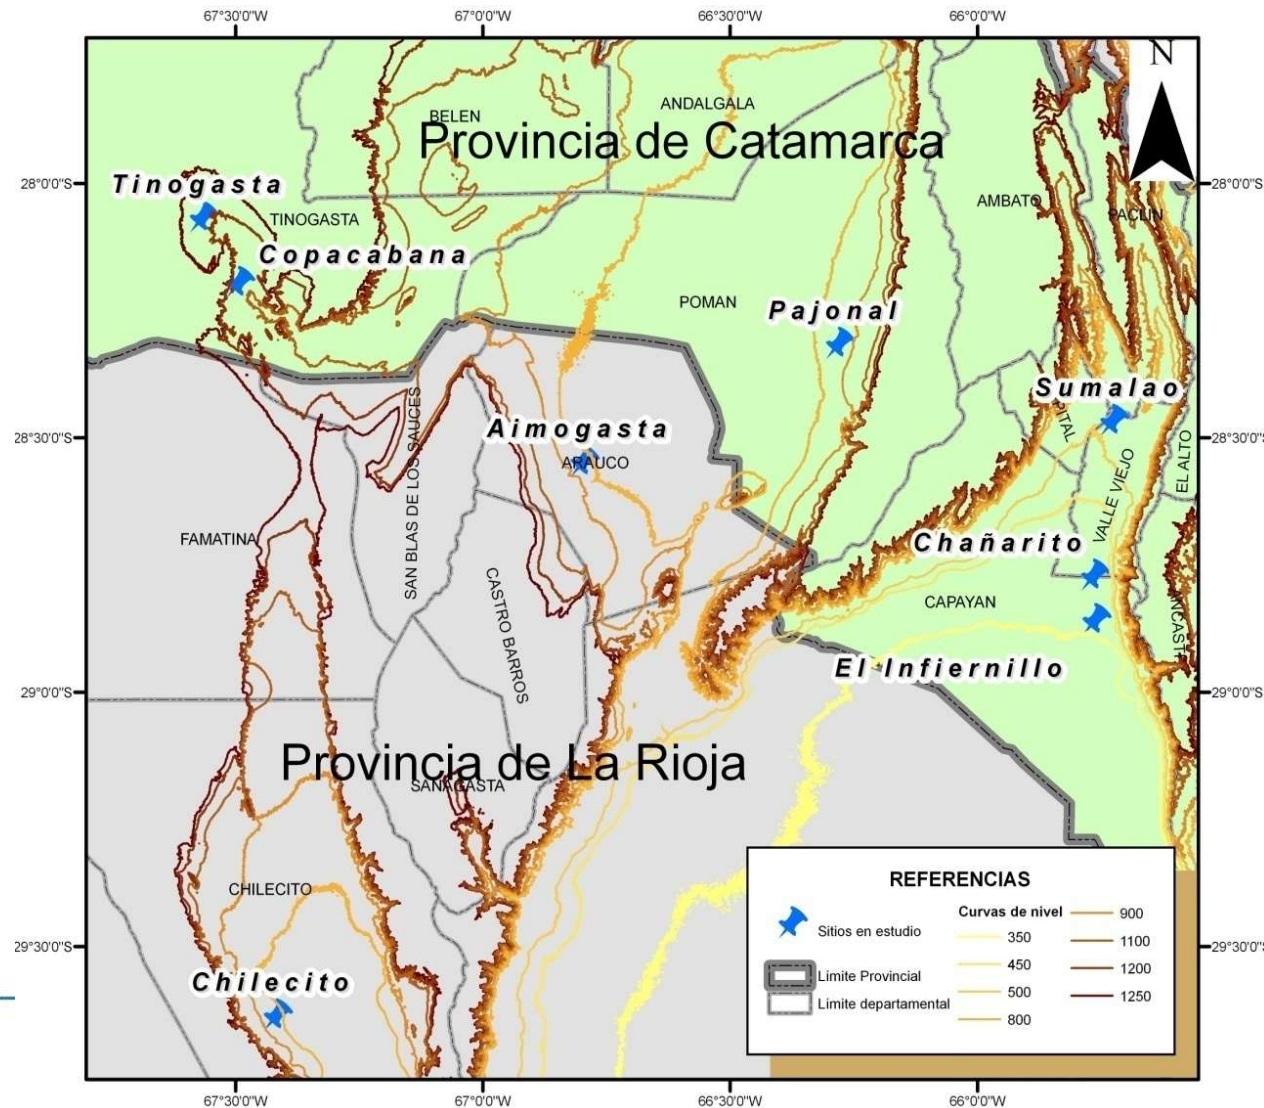 67°30'0"W 67°0'0"W 66°30'0"W 66°0'0"W
N
BELEN
ANDALGALA
Provincia de Catamarca
28°0'0"S
28°0'0"S
Tinogasta
TINOGASTA
AMBATO
PACLIN
Copacabana
POMAN
Pajonal
Sumalao
28°30'0"S
28°30'0"S
Aimogasta
ARAUCO
SAN BLAS DE LOS SAUCES
EL ALTO
VALLE VIEJO
FAMATINA
Chañarito
CASTRO BARROS
CAPAYAN
El Infiernillo
29°0'0"S
29°0'0"S
Provincia de La Rioja
SANAGASTA
CHILECITO
Chilecito
29°30'0"S
29°30'0"S
REFERENCIAS
Sitios en estudio
Limite Provincial
Limite departamental
Curvas de nivel
350
450
500
800
900
1100
1200
1250
67°30'0"W 67°0'0"W 66°30'0"W 66°0'0"W